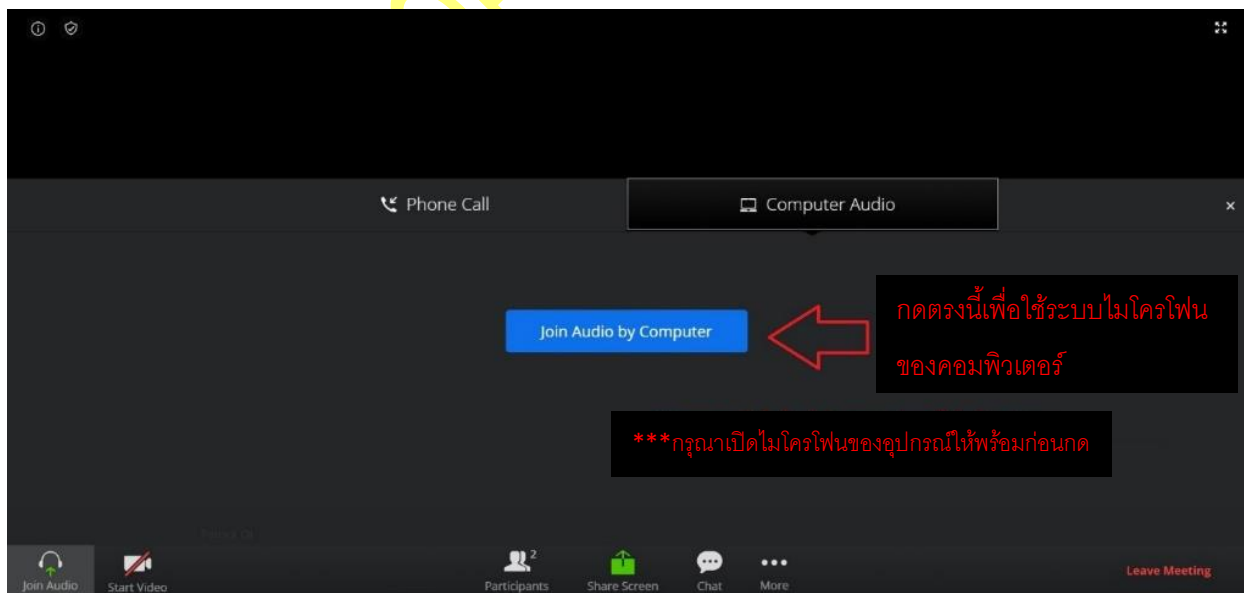 Phone Call
Computer Audio
Join Audio by Computer
กดตรงนี้เพื่อใช้ระบบไมโครโฟน
ของคอมพิวเตอร์
***กรุณาเปิดไมโครโฟนของอุปกรณ์ให้พร้อมก่อนกด
Join Audio
Start Video
Participants
2
Share Screen
Chat
More
Leave Meeting